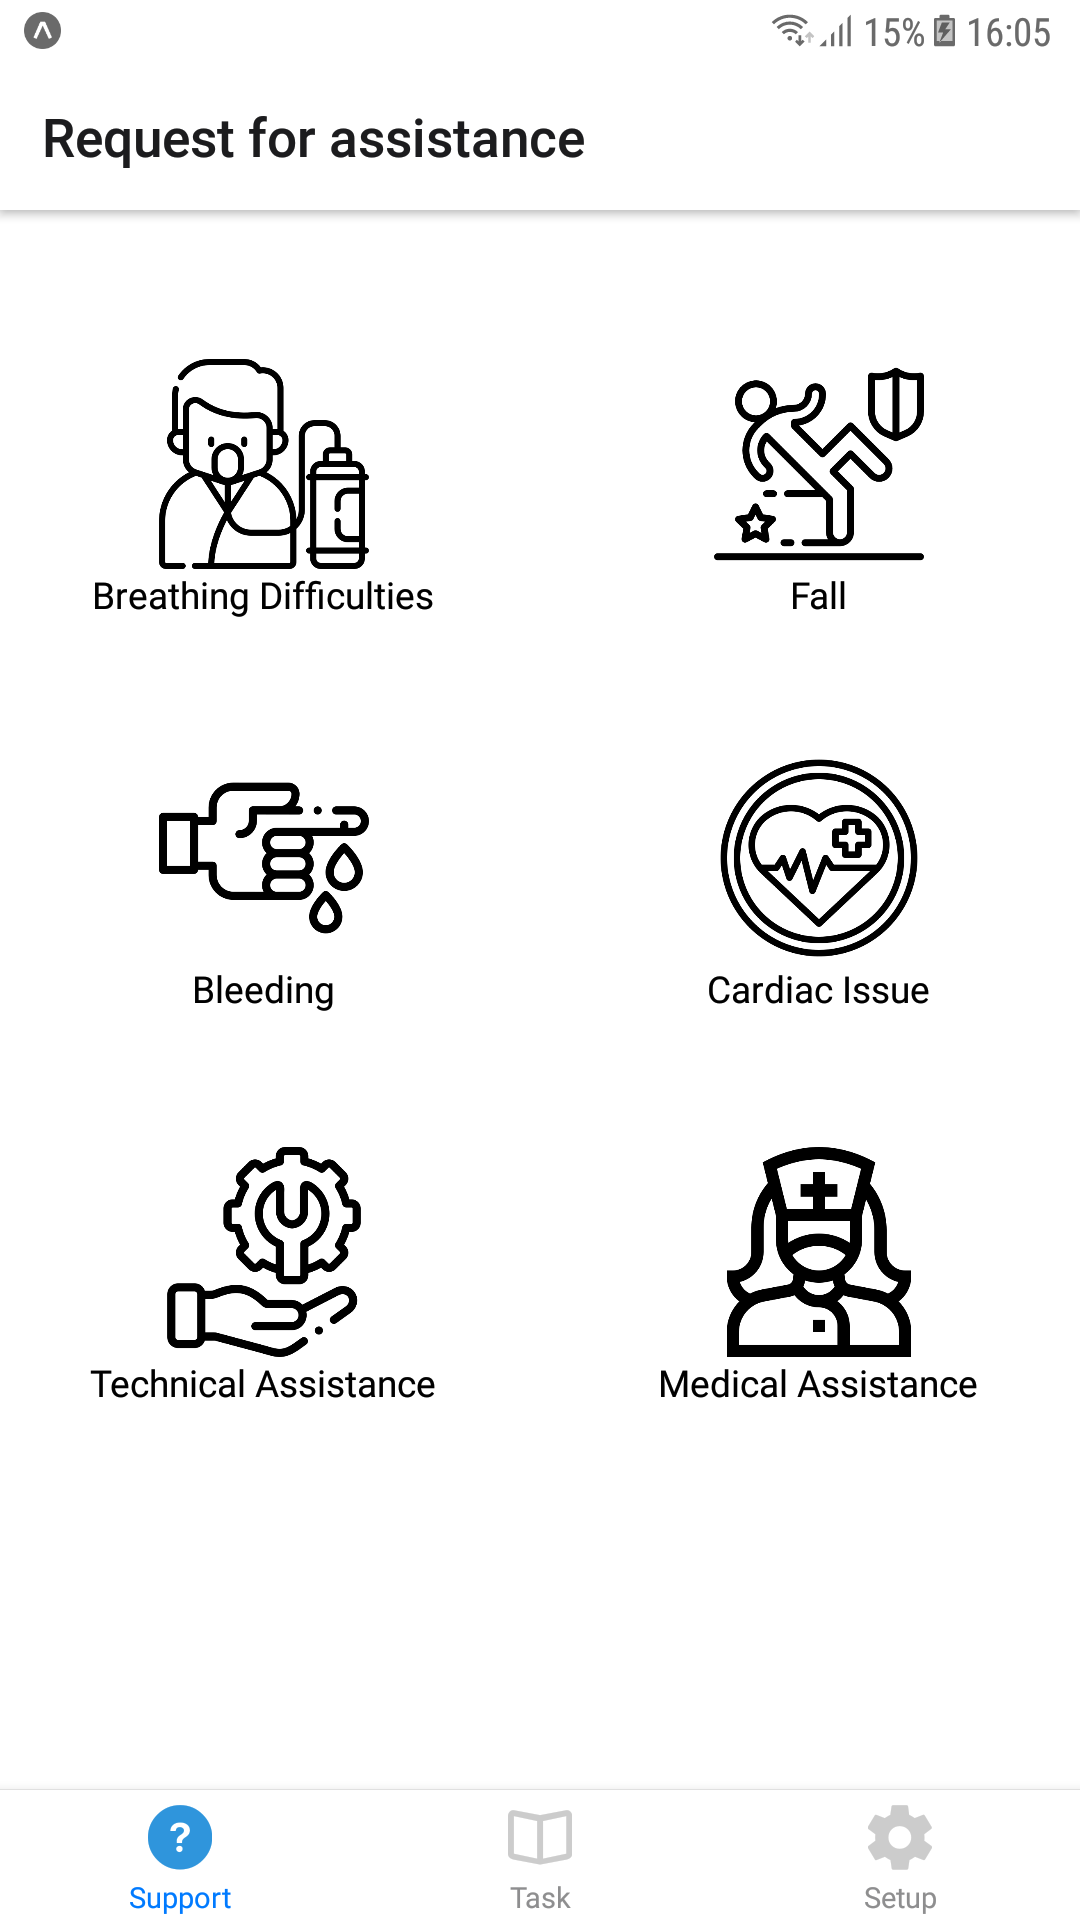 15% 16:05
Request for assistance
Breathing Difficulties
Fall
Bleeding
Cardiac Issue
Technical Assistance
Medical Assistance
?
Support
Task
Setup